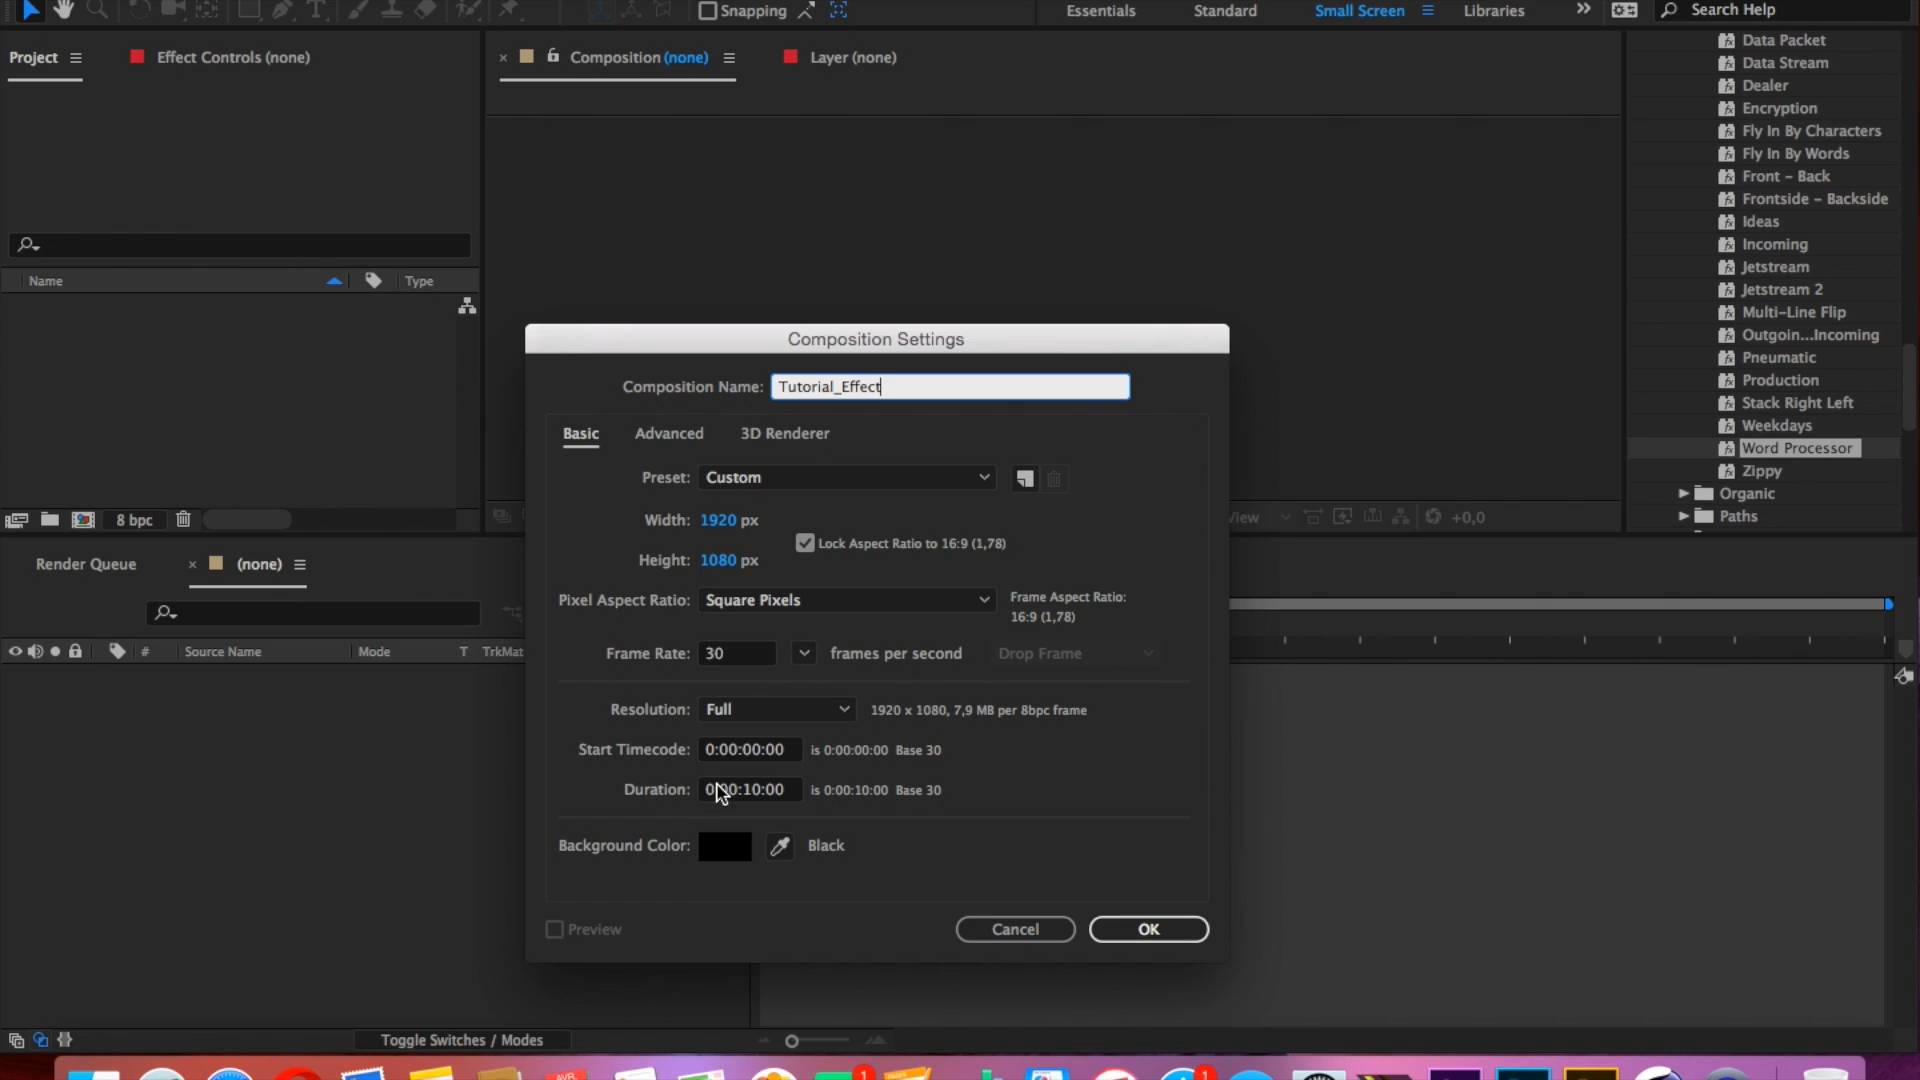 Snapping
Essentials
Standard
Small Screen
Libraries
Search Help
Project
Effect Controls (none)
Composition (none)
Layer (none)
Data Packet
Data Stream
Dealer
Encryption
Fly In By Characters
Fly In By Words
Front - Back
Frontside - Backside
Ideas
Incoming
Jetstream
Jetstream 2
Multi-Line Flip
Outgoin...Incoming
Pneumatic
Production
Stack Right Left
Weekdays
Word Processor
Zippy
Organic
Paths
Name
Type
8 bpc
View
+0,0
Composition Settings
Composition Name: Tutorial_Effect
Basic
Advanced
3D Renderer
Preset: Custom
Width: 1920 px
Lock Aspect Ratio to 16:9 (1,78)
Height: 1080 px
Pixel Aspect Ratio: Square Pixels
Frame Aspect Ratio:
16:9 (1,78)
Frame Rate: 30 frames per second
Drop Frame
Resolution: Full
1920 x 1080, 7,9 MB per 8bpc frame
Start Timecode: 0:00:00:00 is 0:00:00:00 Base 30
Duration: 0:00:10:00 is 0:00:10:00 Base 30
Background Color: Black
Preview
Cancel
OK
Render Queue
(none)
#
Source Name
Mode
T
TrkMat
Toggle Switches / Modes
1
1